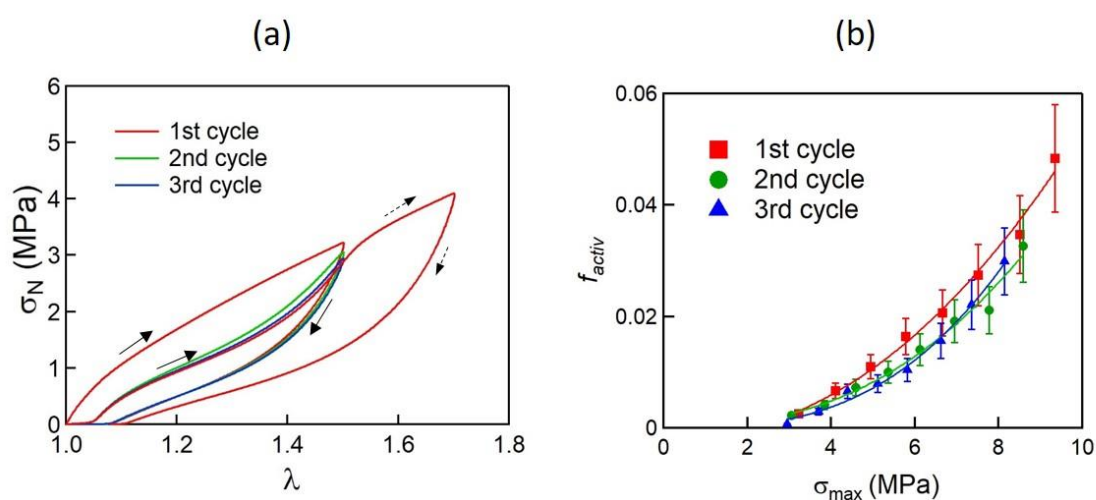 (a)
6
5
4
3
2
1
0
σN (MPa)
1st cycle
2nd cycle
3rd cycle
1.0 1.2 1.4 1.6 1.8
λ
(b)
0.06
0.04
0.02
0
factiv
1st cycle
2nd cycle
3rd cycle
0 2 4 6 8 10
σmax (MPa)